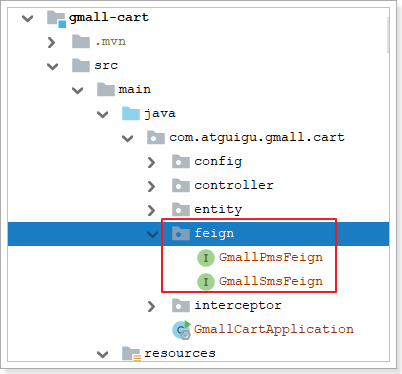 gmall-cart
.mvn
src
main
java
com.atguigu.gmall.cart
config
controller
entity
feign
GmallPmsFeign
GmallSmsFeign
interceptor
GmallCartApplication
resources